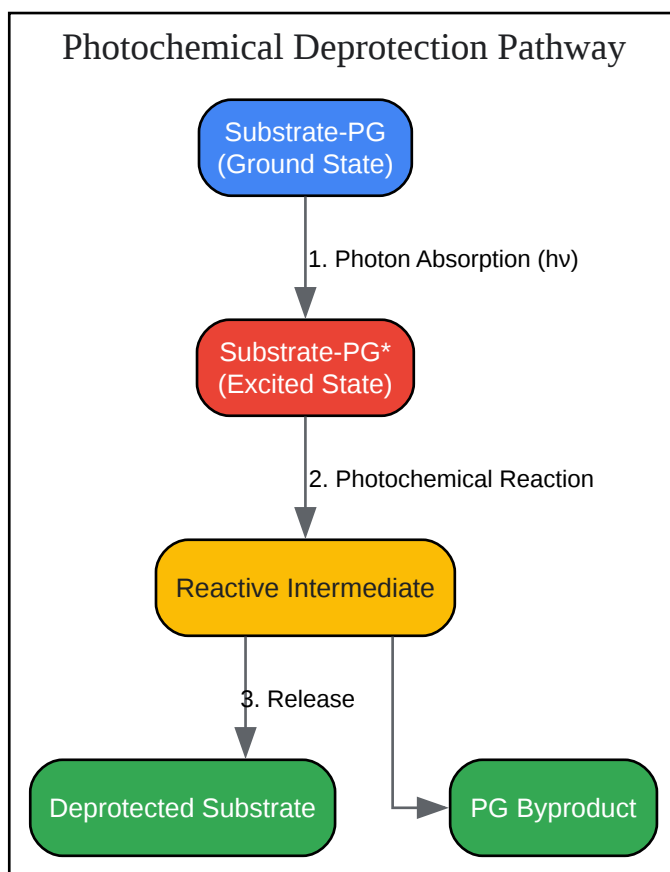 Photochemical Deprotection Pathway
Substrate-PG
(Ground State)
1. Photon Absorption (hν)
Substrate-PG*
(Excited State)
2. Photochemical Reaction
Reactive Intermediate
3. Release
Deprotected Substrate
PG Byproduct